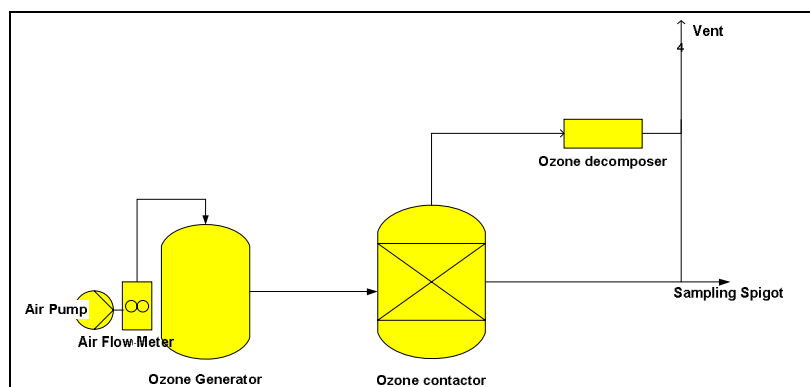 Vent
4
Ozone decomposer
Sampling Spigot
Air Pump
Air Flow Meter
Ozone Generator
Ozone contactor